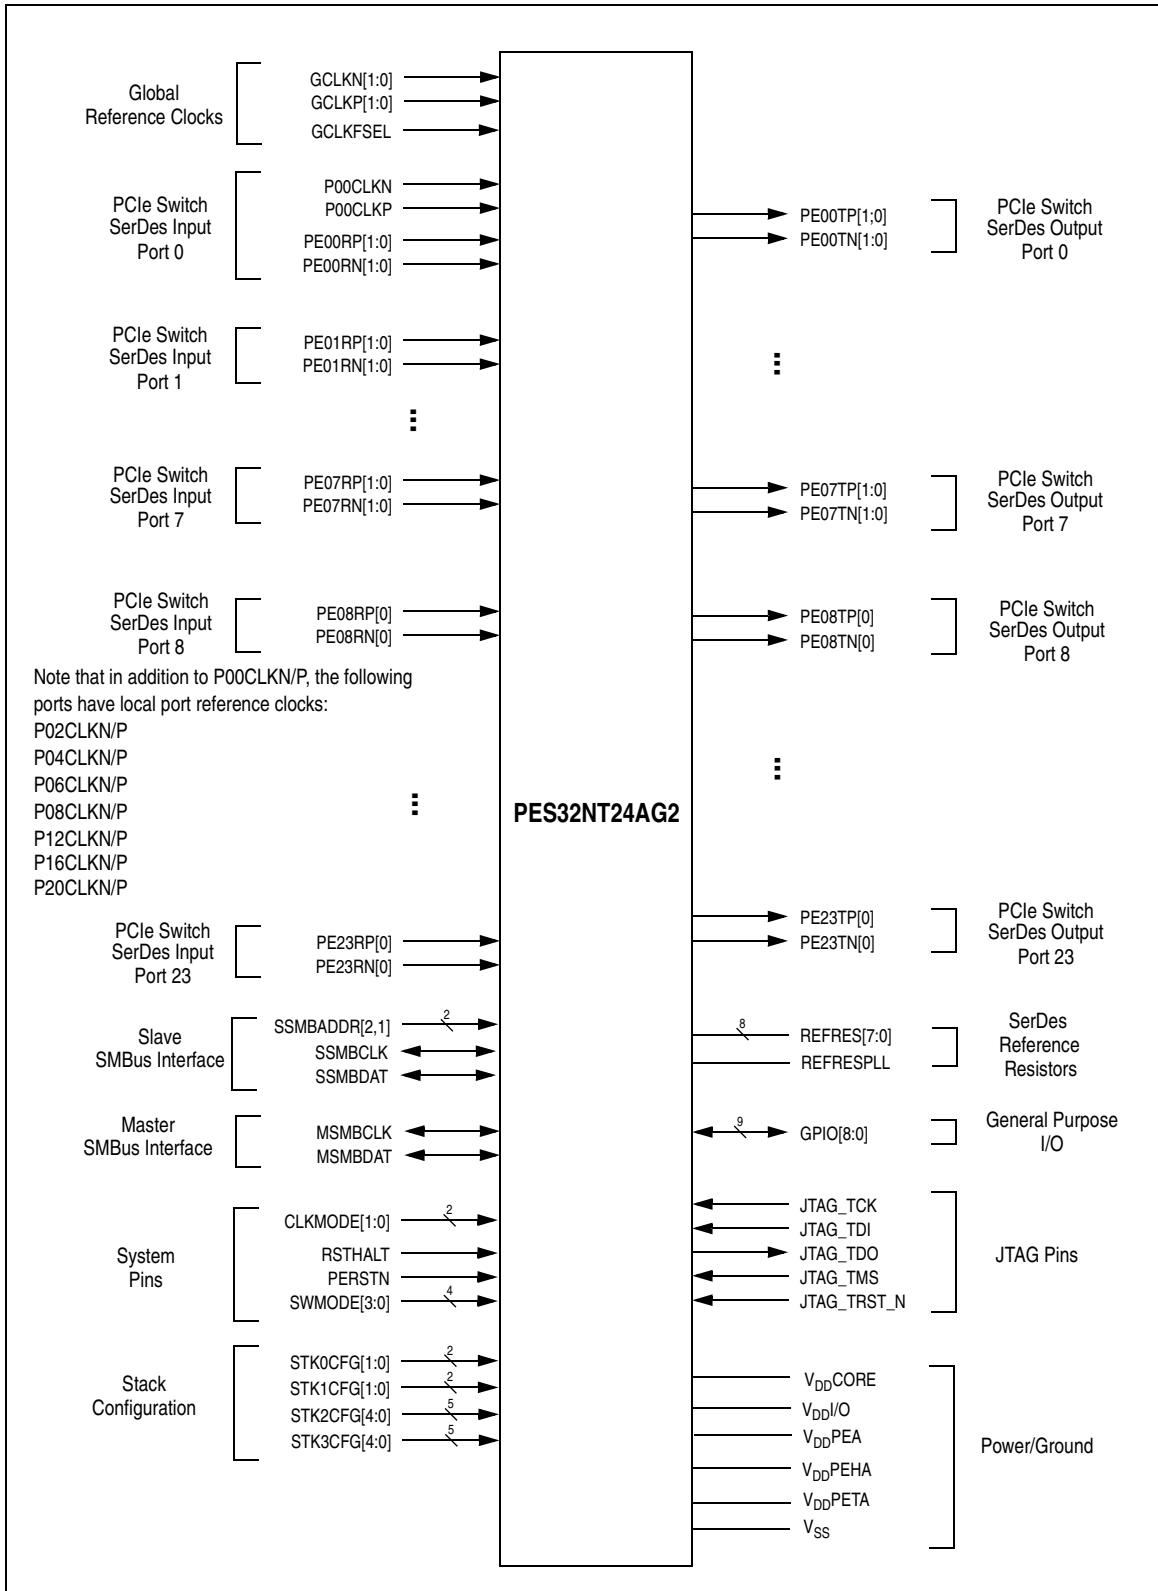 Global
Reference Clocks
GCLKN[1:0]
GCLKP[1:0]
GCLKFSEL
PCIe Switch
SerDes Input
Port 0
P00CLKN
P00CLKP
PE00RP[1:0]
PE00RN[1:0]
PE00TP[1;0]
PE00TN[1:0]
PCIe Switch
SerDes Output
Port 0
PCIe Switch
SerDes Input
Port 1
PE01RP[1:0]
PE01RN[1:0]
PCIe Switch
SerDes Input
Port 7
PE07RP[1:0]
PE07RN[1:0]
PE07TP[1:0]
PE07TN[1:0]
PCIe Switch
SerDes Output
Port 7
PCIe Switch
SerDes Input
Port 8
PE08RP[0]
PE08RN[0]
PE08TP[0]
PE08TN[0]
PCIe Switch
SerDes Output
Port 8
Note that in addition to P00CLKN/P, the following
ports have local port reference clocks:
P02CLKN/P
P04CLKN/P
P06CLKN/P
P08CLKN/P
P12CLKN/P
P16CLKN/P
P20CLKN/P
PES32NT24AG2
PCIe Switch
SerDes Input
Port 23
PE23RP[0]
PE23RN[0]
PE23TP[0]
PE23TN[0]
PCIe Switch
SerDes Output
Port 23
Slave
SMBus Interface
SSMBADDR[2,1]
2
SSMBCLK
SSMBDAT
8
REFRES[7:0]
REFRESPLL
SerDes
Reference
Resistors
Master
SMBus Interface
MSMBCLK
MSMBDAT
9
GPIO[8:0]
General Purpose
I/O
System
Pins
CLKMODE[1:0]
2
RSTHALT
PERSTN
SWMODE[3:0]
4
JTAG_TCK
JTAG_TDI
JTAG_TDO
JTAG_TMS
JTAG_TRST_N
JTAG Pins
Stack
Configuration
STK0CFG[1:0]
2
STK1CFG[1:0]
2
STK2CFG[4:0]
5
STK3CFG[4:0]
5
VDDCORE
VDDI/O
VDDPEA
VDDPEHA
VDDPETA
VSS
Power/Ground